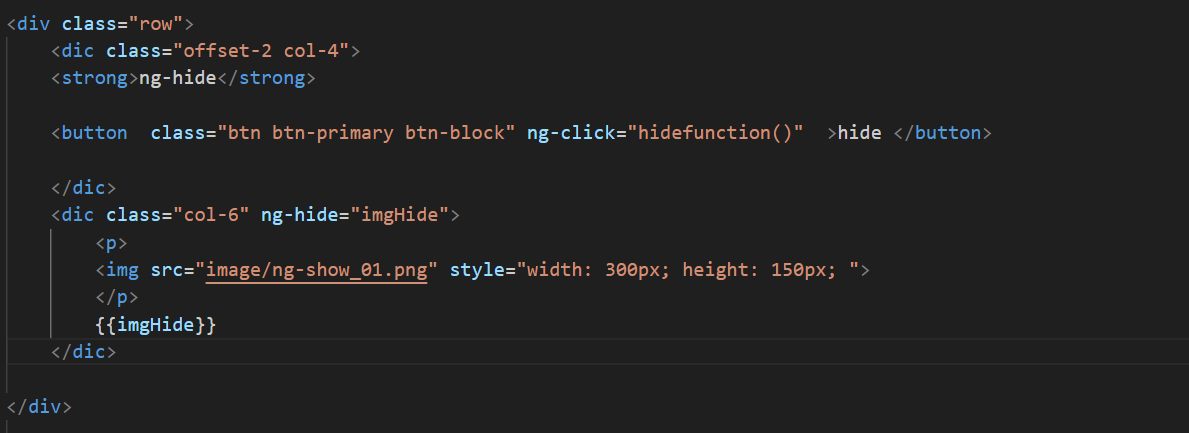 <div class="row">
<dic class="offset-2 col-4">
<strong>ng-hide</strong>
<button  class="btn btn-primary btn-block" ng-click="hidefunction()"  >hide </button>
</dic>
<dic class="col-6" ng-hide="imgHide">
<p>
<img src="image/ng-show_01.png" style="width: 300px; height: 150px; ">
</p>
{{imgHide}}
</dic>
</div>